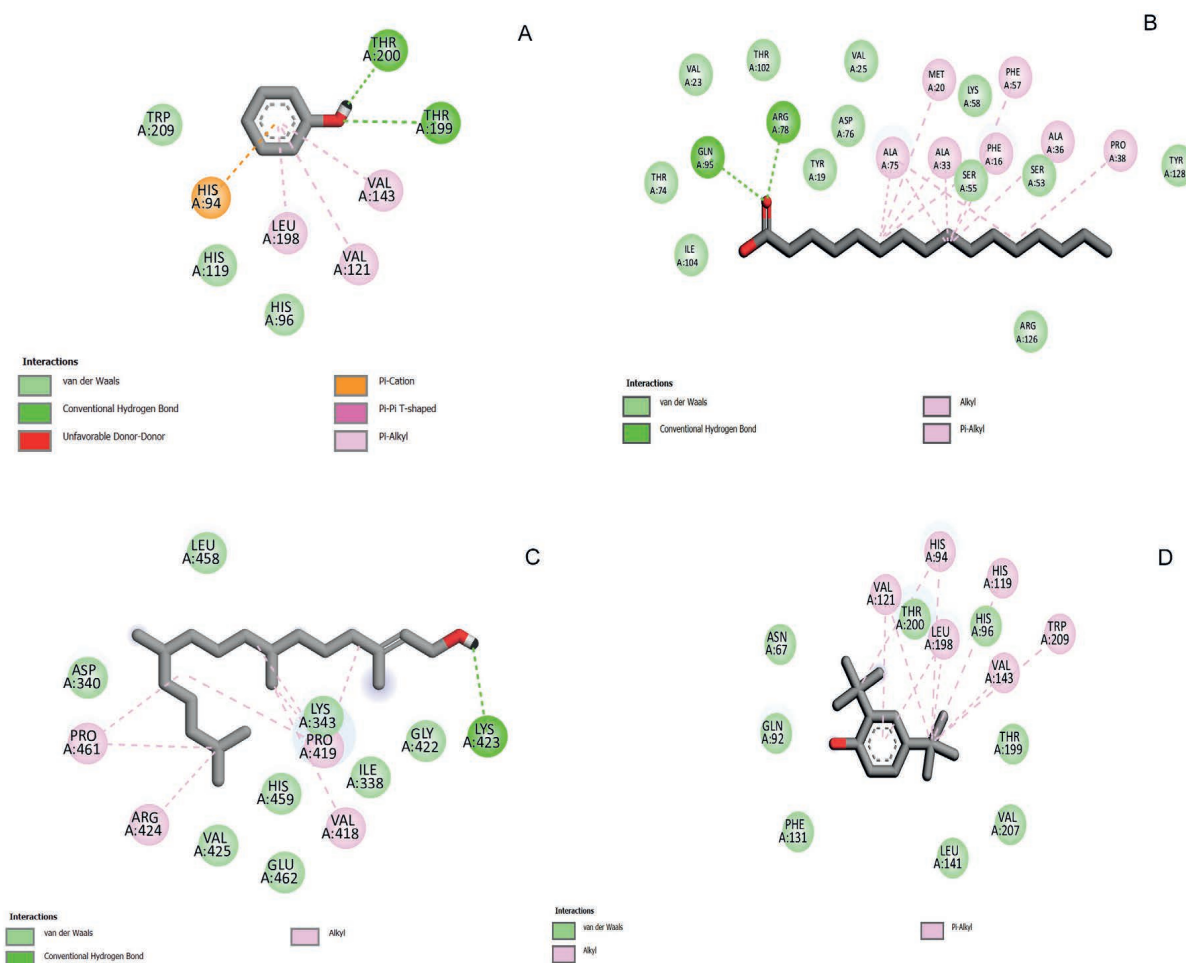 A
THR
A:200
THR
A:199
TRP
A:209
HIS
A:94
VAL
A:143
LEU
A:198
VAL
A:121
HIS
A:119
HIS
A:96
Interactions
van der Waals
Conventional Hydrogen Bond
Unfavorable Donor-Donor
Pi-Cation
Pi-Pi T-shaped
Pi-Alkyl
B
VAL
A:23
THR
A:102
VAL
A:25
MET
A:20
PHE
A:57
LYS
A:58
ARG
A:78
ASP
A:76
GLN
A:95
TYR
A:19
ALA
A:75
ALA
A:33
PHE
A:16
ALA
A:36
PRO
A:38
THR
A:74
SER
A:55
SER
A:53
TYR
A:128
ILE
A:104
ARG
A:126
Interactions
van der Waals
Conventional Hydrogen Bond
Alkyl
Pi-Alkyl
C
LEU
A:458
ASP
A:340
PRO
A:461
LYS
A:343
PRO
A:419
GLY
A:422
LYS
A:423
ILE
A:338
HIS
A:459
ARG
A:424
VAL
A:425
VAL
A:418
GLU
A:462
Interactions
van der Waals
Conventional Hydrogen Bond
Alkyl
D
HIS
A:94
VAL
A:121
HIS
A:119
THR
A:200
HIS
A:96
LEU
A:198
TRP
A:209
ASN
A:67
VAL
A:143
GLN
A:92
THR
A:199
PHE
A:131
VAL
A:207
LEU
A:141
Interactions
van der Waals
Alkyl
Pi-Alkyl